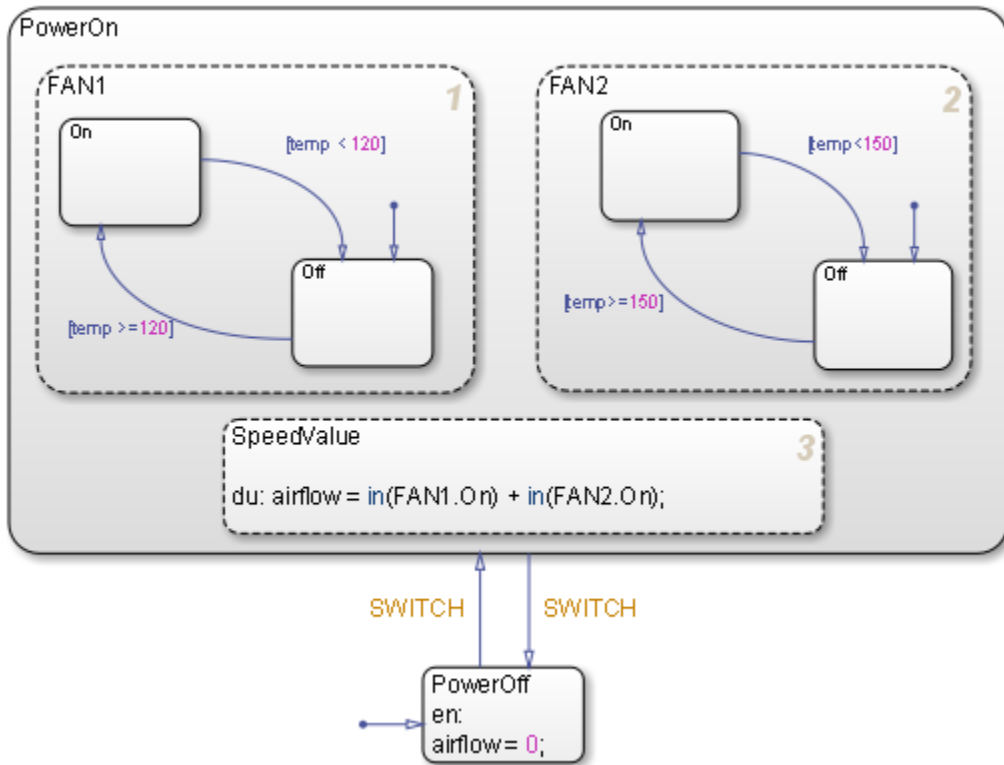 PowerOn
FAN1
1
On
[temp < 120]
Off
[temp >=120]
FAN2
2
On
[temp<150]
Off
[temp>=150]
SpeedValue
3
du: airflow = in(FAN1.On) + in(FAN2.On);
SWITCH
SWITCH
PowerOff
en:
airflow = 0;